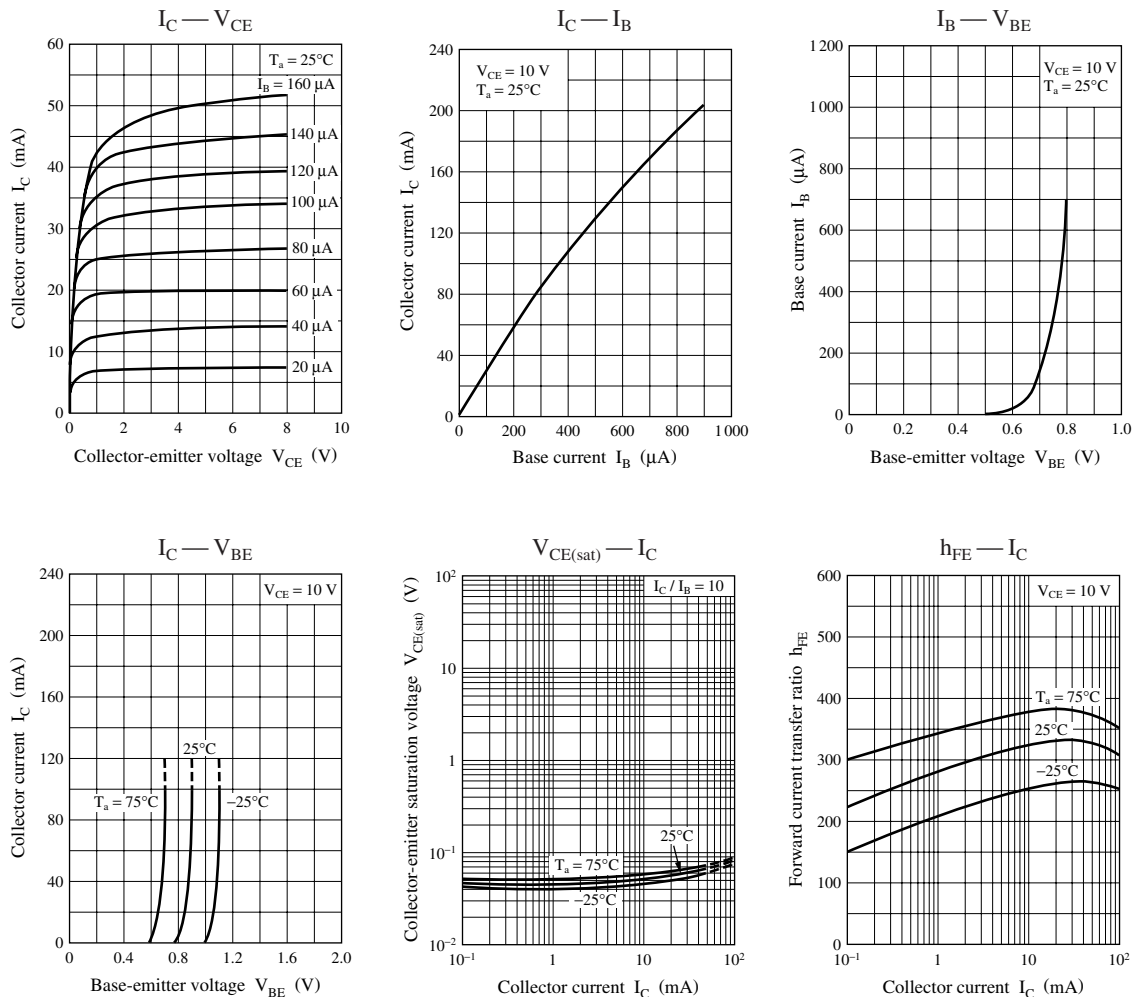 I_C — V_CE
60
50
40
30
20
10
0
Collector current I_C (mA)
T_a = 25°C
I_B = 160 µA
140 µA
120 µA
100 µA
80 µA
60 µA
40 µA
20 µA
0 2 4 6 8 10
Collector-emitter voltage V_CE (V)
I_C — I_B
240
200
160
120
80
40
0
Collector current I_C (mA)
V_CE = 10 V
T_a = 25°C
0 200 400 600 800 1000
Base current I_B (µA)
I_B — V_BE
1 200
1 000
800
600
400
200
0
Base current I_B (µA)
V_CE = 10 V
T_a = 25°C
0 0.2 0.4 0.6 0.8 1.0
Base-emitter voltage V_BE (V)
I_C — V_BE
240
200
160
120
80
40
0
Collector current I_C (mA)
V_CE = 10 V
25°C
T_a = 75°C
−25°C
0 0.4 0.8 1.2 1.6 2.0
Base-emitter voltage V_BE (V)
V_CE(sat) — I_C
10²
10
1
10⁻¹
10⁻²
Collector-emitter saturation voltage V_CE(sat) (V)
I_C / I_B = 10
25°C
T_a = 75°C
−25°C
10⁻¹ 1 10 10²
Collector current I_C (mA)
h_FE — I_C
600
500
400
300
200
100
0
Forward current transfer ratio h_FE
V_CE = 10 V
T_a = 75°C
25°C
−25°C
10⁻¹ 1 10 10²
Collector current I_C (mA)